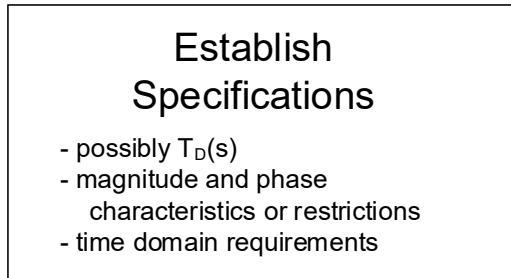 Establish
Specifications
- possibly T_D(s)
- magnitude and phase
characteristics or restrictions
- time domain requirements